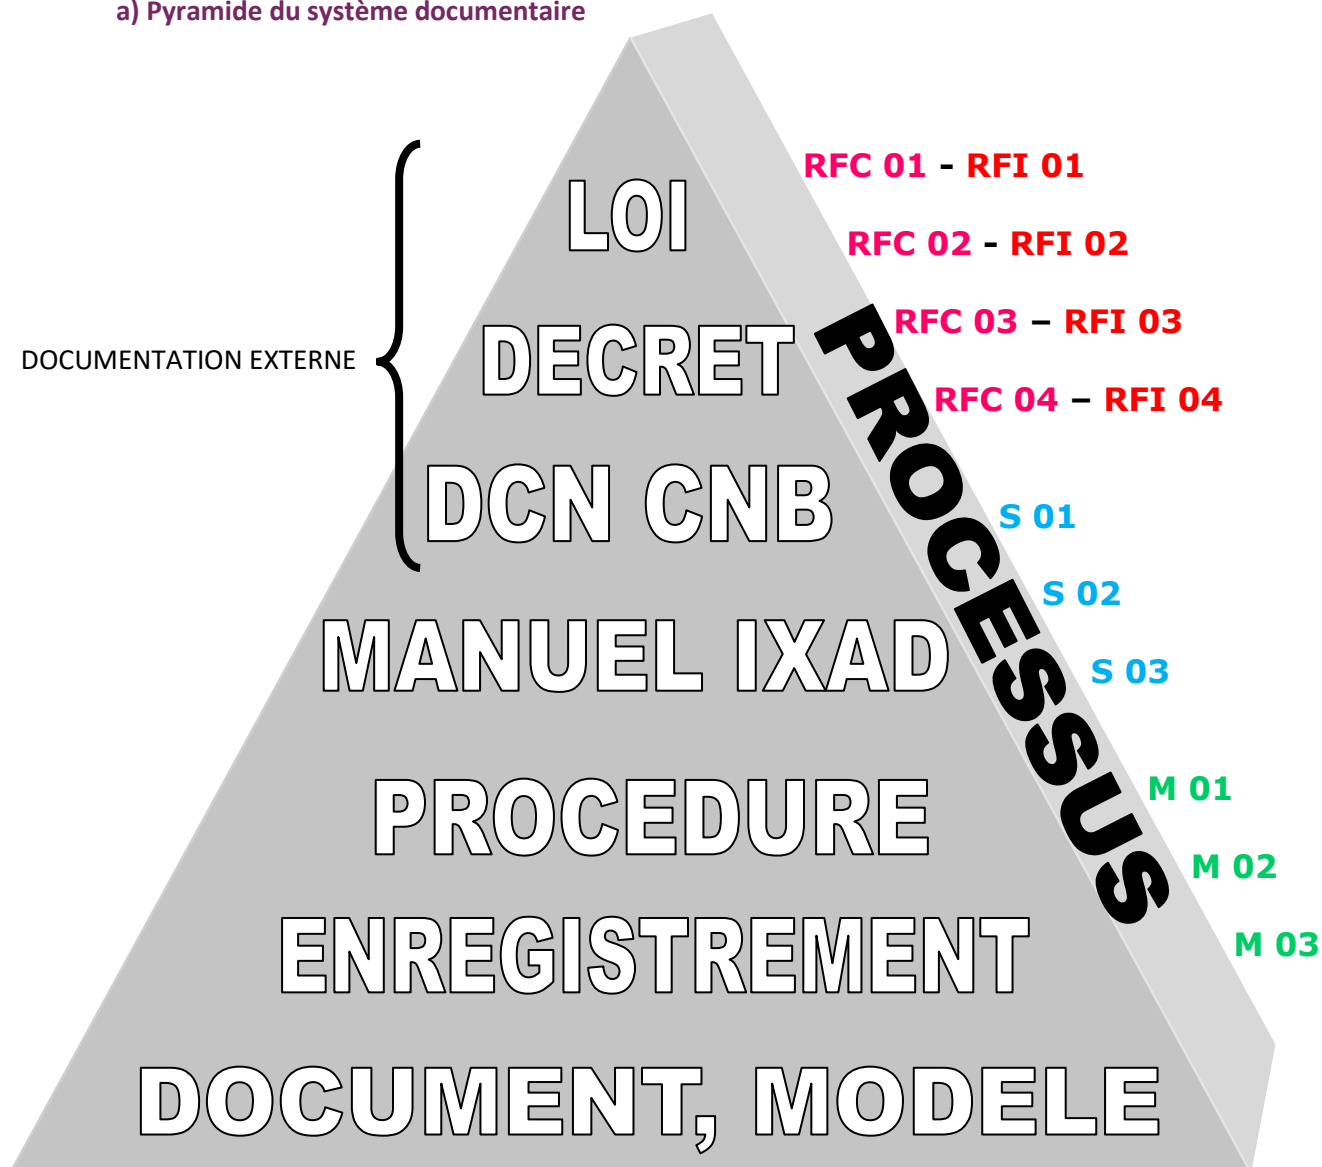 a) Pyramide du système documentaire
RFC 01 - RFI 01
LOI
RFC 02 - RFI 02
RFC 03 – RFI 03
DECRET
DOCUMENTATION EXTERNE
RFC 04 – RFI 04
PROCESSUS
DCN CNB
S 01
S 02
MANUEL IXAD
S 03
M 01
PROCEDURE
M 02
M 03
ENREGISTREMENT
DOCUMENT, MODELE